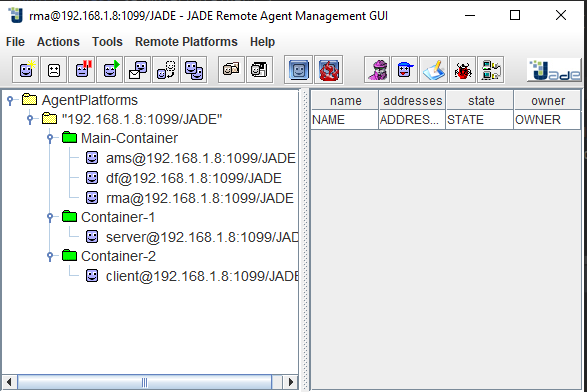 rma@192.168.1.8:1099/JADE - JADE Remote Agent Management GUI
File Actions Tools Remote Platforms Help
Jade
AgentPlatforms
"192.168.1.8:1099/JADE"
Main-Container
ams@192.168.1.8:1099/JADE
df@192.168.1.8:1099/JADE
rma@192.168.1.8:1099/JADE
Container-1
server@192.168.1.8:1099/JAD
Container-2
client@192.168.1.8:1099/JADE
name addresses state owner
NAME ADDRES... STATE OWNER